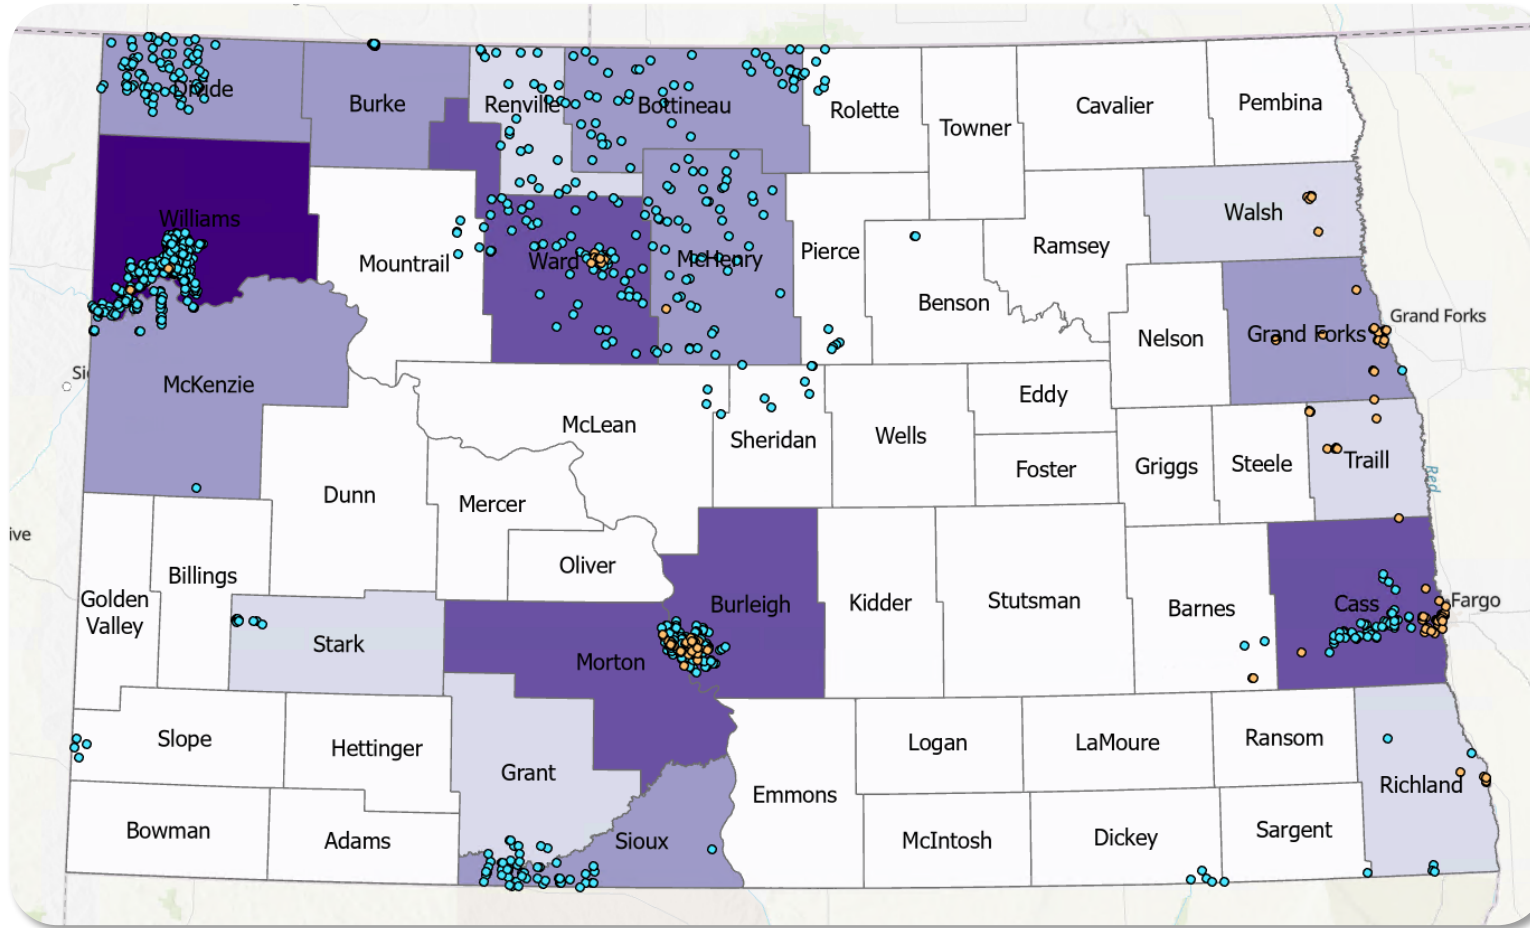 Divide
Burke
Renville
Bottineau
Rolette
Towner
Cavalier
Pembina
Williams
Mountrail
Ward
McHenry
Pierce
Benson
Ramsey
Walsh
Nelson
Grand Forks
Grand Forks
McKenzie
McLean
Sheridan
Wells
Eddy
Foster
Griggs
Steele
Traill
Red
Dunn
Mercer
Oliver
ive
Billings
Golden
Valley
Stark
Morton
Burleigh
Kidder
Stutsman
Barnes
Cass
Fargo
Slope
Hettinger
Grant
Emmons
Logan
LaMoure
Ransom
Richland
Bowman
Adams
Sioux
McIntosh
Dickey
Sargent